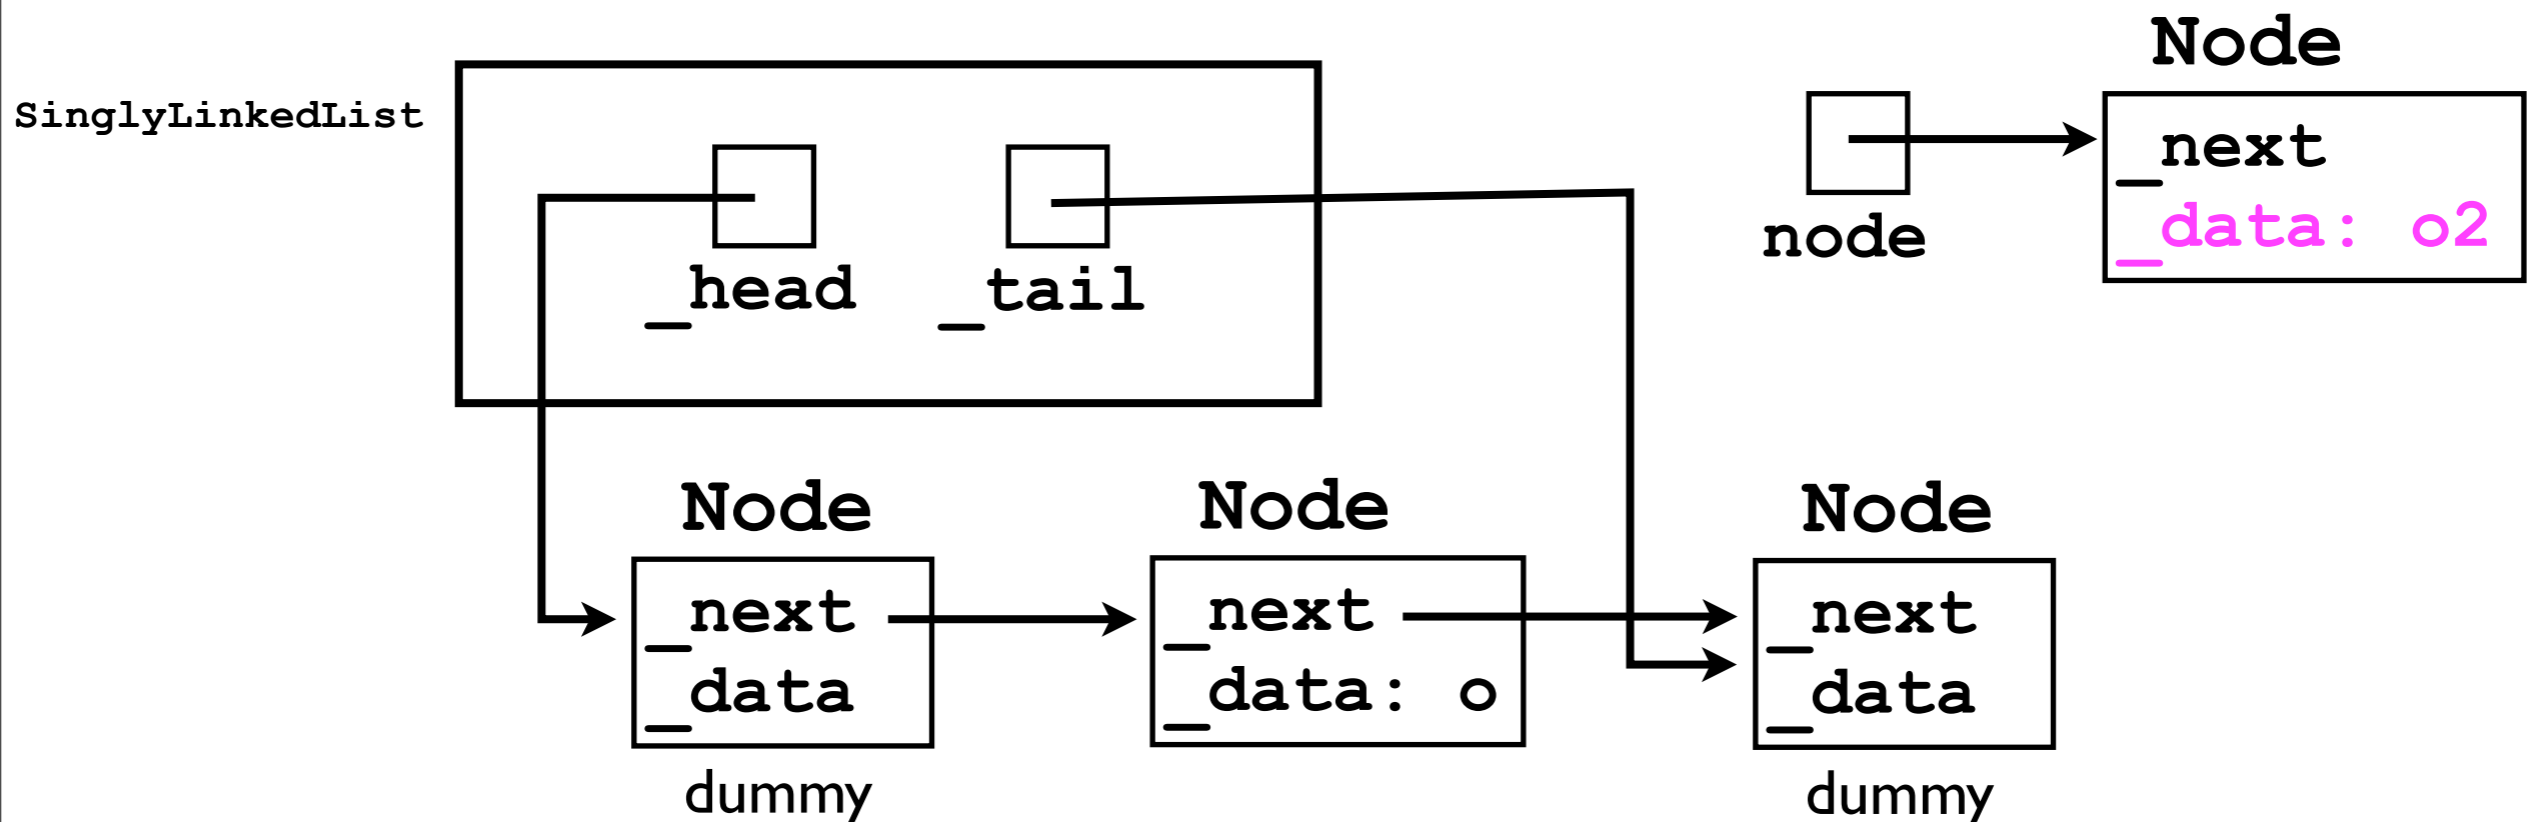 SinglyLinkedList
_head
_tail
node
Node
_next
_data: o2
Node
_next
_data
dummy
Node
_next
_data: o
Node
_next
_data
dummy